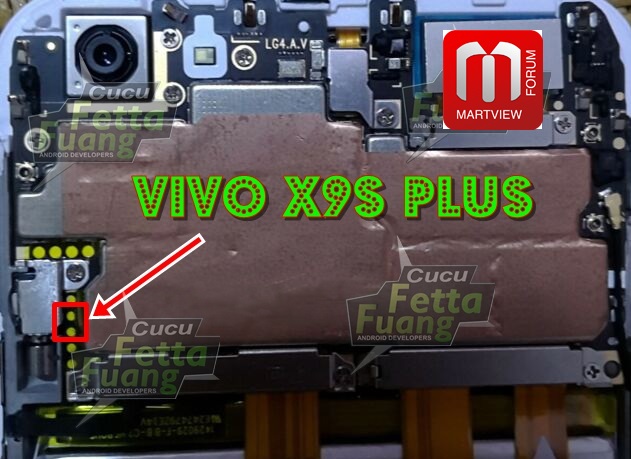 LG4.A.V
MARTVIEW
FORUM
Cucu
Fetta
Fuang
ANDROID DEVELOPERS
VIVO X9S PLUS
Cucu
Fetta
Fuang
ANDROID DEVELOPERS
Cucu
Fetta
Fuang
ANDROID DEVELOPERS